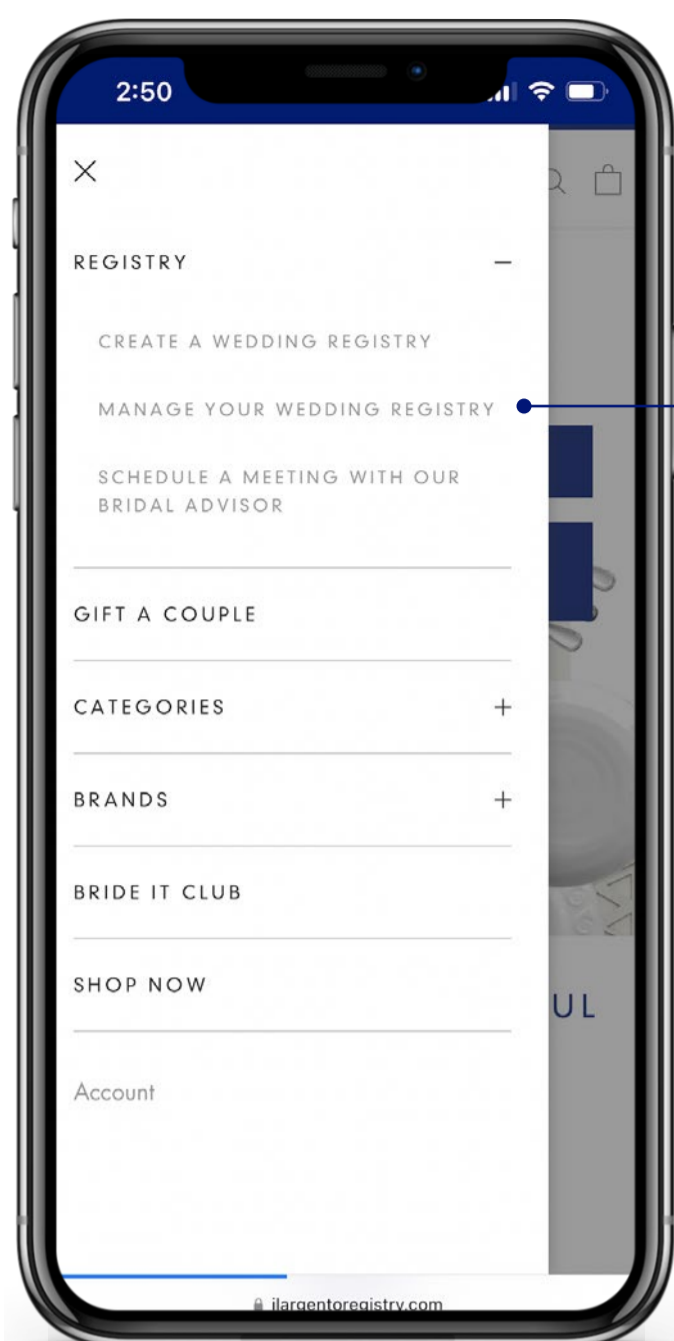 2:50
REGISTRY
CREATE A WEDDING REGISTRY
MANAGE YOUR WEDDING REGISTRY
SCHEDULE A MEETING WITH OUR
BRIDAL ADVISOR
GIFT A COUPLE
CATEGORIES
BRANDS
BRIDE IT CLUB
SHOP NOW
UL
Account
ilargentoregistry.com